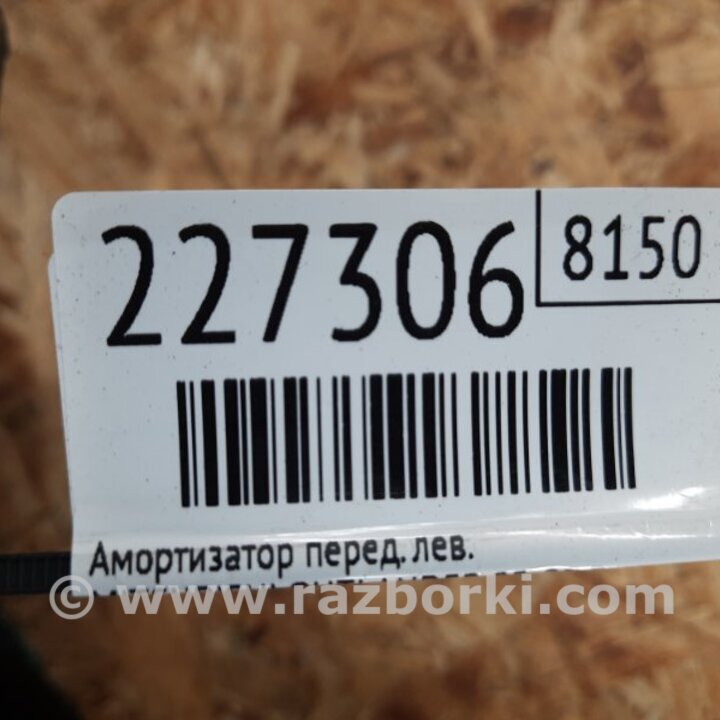 227306
8150
Амортизатор перед. лев.
© www.razborki.com